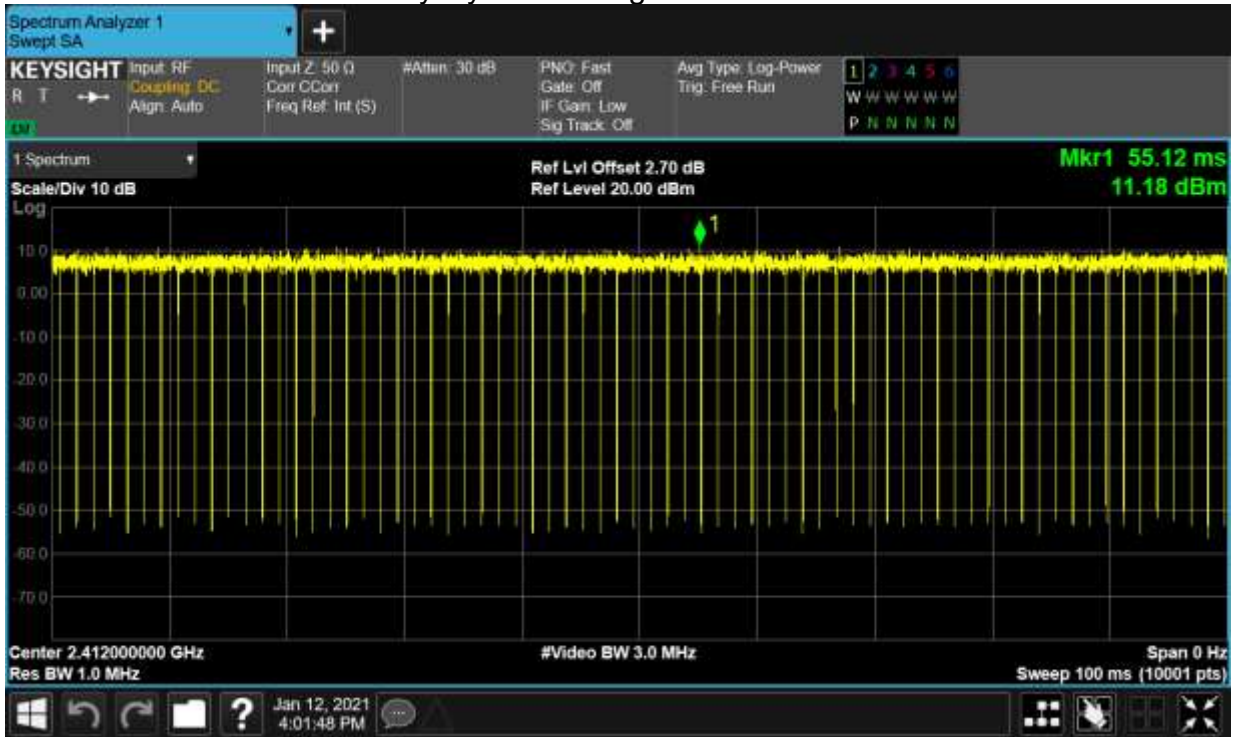 Spectrum Analyzer 1
Swept SA
+
KEYSIGHT
R T
Input: RF
Coupling: DC
Align: Auto
Input Z: 50 Ω
Corr CCorr
Freq Ref: Int (S)
#Atten: 30 dB
PNO: Fast
Gate: Off
IF Gain: Low
Sig Track: Off
Avg Type: Log-Power
Trig: Free Run
1 2 3 4 5 6
W W W W W W
P N N N N N
1 Spectrum
Scale/Div 10 dB
Log
Ref Lvl Offset 2.70 dB
Ref Level 20.00 dBm
Mkr1 55.12 ms
11.18 dBm
1
10.0
0.00
-10.0
-20.0
-30.0
-40.0
-50.0
-60.0
-70.0
Center 2.412000000 GHz
Res BW 1.0 MHz
#Video BW 3.0 MHz
Span 0 Hz
Sweep 100 ms (10001 pts)
?
Jan 12, 2021
4:01:48 PM